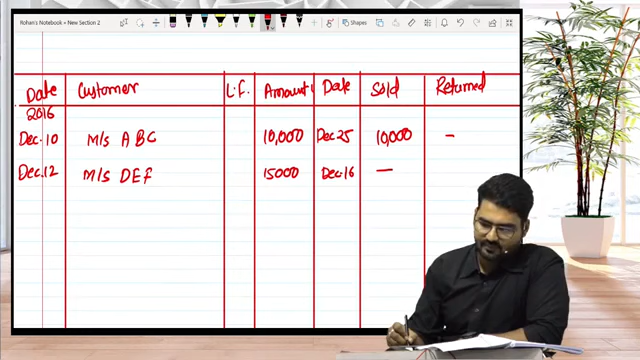 Rohan's Notebook - New Section 2
Date Customer L.F. Amount Date Sold Returned
2016
Dec.10 M/s ABC 10,000 Dec 25 10,000 -
Dec.12 M/s DEF 15000 Dec.16 -